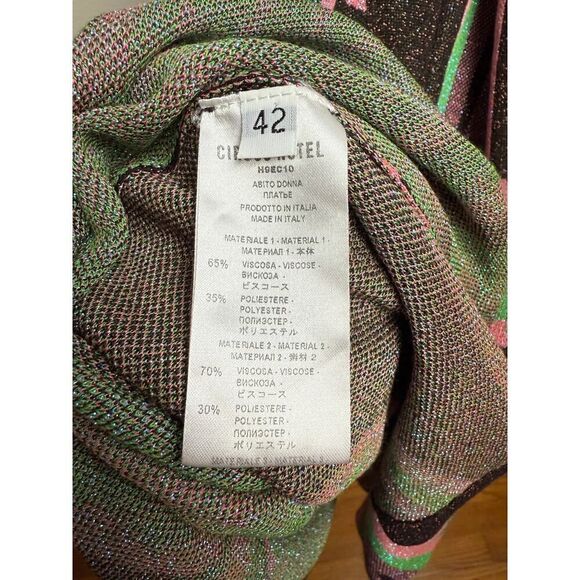 42
HOTEL
H9EC10
ABITO DONNA
ПЛАТЬЕ
PRODOTTO IN ITALIA
MADE IN ITALY
MATERIALE 1 - MATERIAL 1 -
МАТЕРИАЛ 1 - 本体
65% VISCOSA - VISCOSE -
ВИСКОЗА -
ビスコース
35% POLIESTERE -
POLYESTER -
ПОЛИЭСТЕР -
ポリエステル
MATERIALE 2 - MATERIAL 2 -
МАТЕРИАЛ 2 - 2
70% VISCOSA - VISCOSE -
ВИСКОЗА -
ビスコース
30% POLIESTERE -
POLYESTER -
ПОЛИЭСТЕР -
ポリエステル